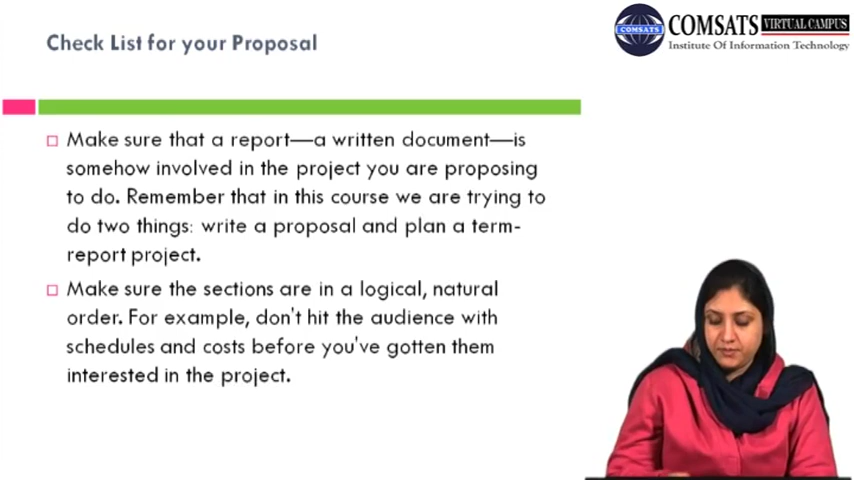 Check List for your Proposal
COMSATS VIRTUAL CAMPUS
COMSATS
Institute Of Information Technology
Make sure that a report—a written document—is
somehow involved in the project you are proposing
to do. Remember that in this course we are trying to
do two things: write a proposal and plan a term-
report project.
Make sure the sections are in a logical, natural
order. For example, don't hit the audience with
schedules and costs before you've gotten them
interested in the project.